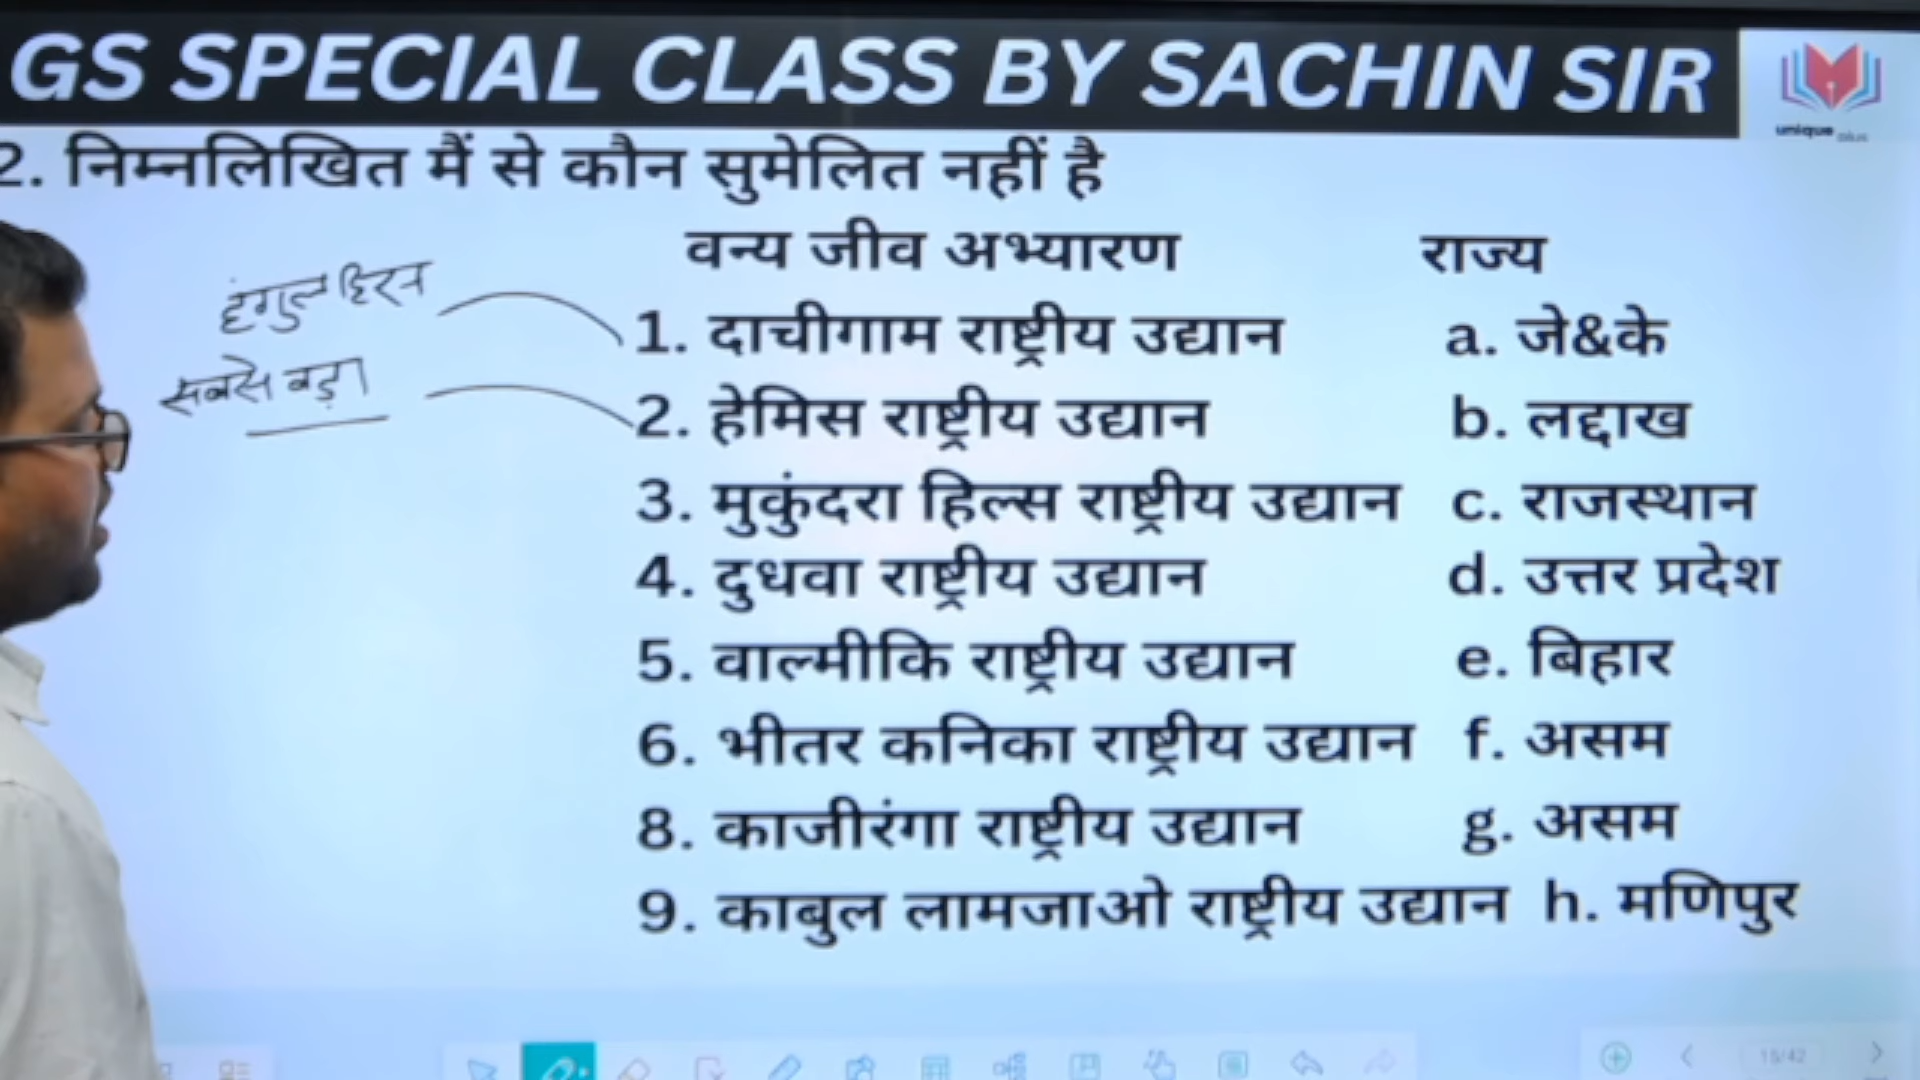 GS SPECIAL CLASS BY SACHIN SIR
unique plus
2. निम्नलिखित मैं से कौन सुमेलित नहीं है
वन्य जीव अभ्यारण राज्य
हंगुल हिरन
1. दाचीगाम राष्ट्रीय उद्यान a. जे&के
सबसे बड़ा
2. हेमिस राष्ट्रीय उद्यान b. लद्दाख
3. मुकुंदरा हिल्स राष्ट्रीय उद्यान c. राजस्थान
4. दुधवा राष्ट्रीय उद्यान d. उत्तर प्रदेश
5. वाल्मीकि राष्ट्रीय उद्यान e. बिहार
6. भीतर कनिका राष्ट्रीय उद्यान f. असम
8. काजीरंगा राष्ट्रीय उद्यान g. असम
9. काबुल लामजाओ राष्ट्रीय उद्यान h. मणिपुर